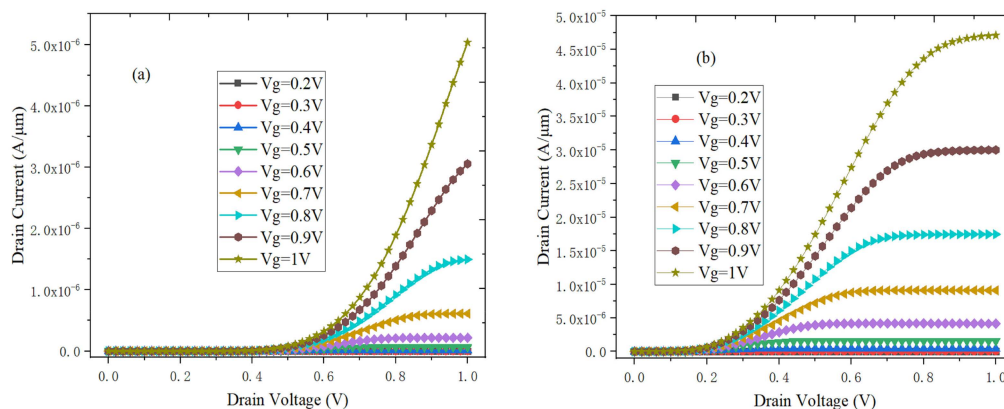 (a)
Drain Current (A/μm)
5.0x10⁻⁶
4.0x10⁻⁶
3.0x10⁻⁶
2.0x10⁻⁶
1.0x10⁻⁶
0.0
Vg=0.2V
Vg=0.3V
Vg=0.4V
Vg=0.5V
Vg=0.6V
Vg=0.7V
Vg=0.8V
Vg=0.9V
Vg=1V
0.0 0.2 0.4 0.6 0.8 1.0
Drain Voltage (V)
(b)
Drain Current (A/μm)
5.0x10⁻⁵
4.5x10⁻⁵
4.0x10⁻⁵
3.5x10⁻⁵
3.0x10⁻⁵
2.5x10⁻⁵
2.0x10⁻⁵
1.5x10⁻⁵
1.0x10⁻⁵
5.0x10⁻⁶
0.0
Vg=0.2V
Vg=0.3V
Vg=0.4V
Vg=0.5V
Vg=0.6V
Vg=0.7V
Vg=0.8V
Vg=0.9V
Vg=1V
0.0 0.2 0.4 0.6 0.8 1.0
Drain Voltage (V)